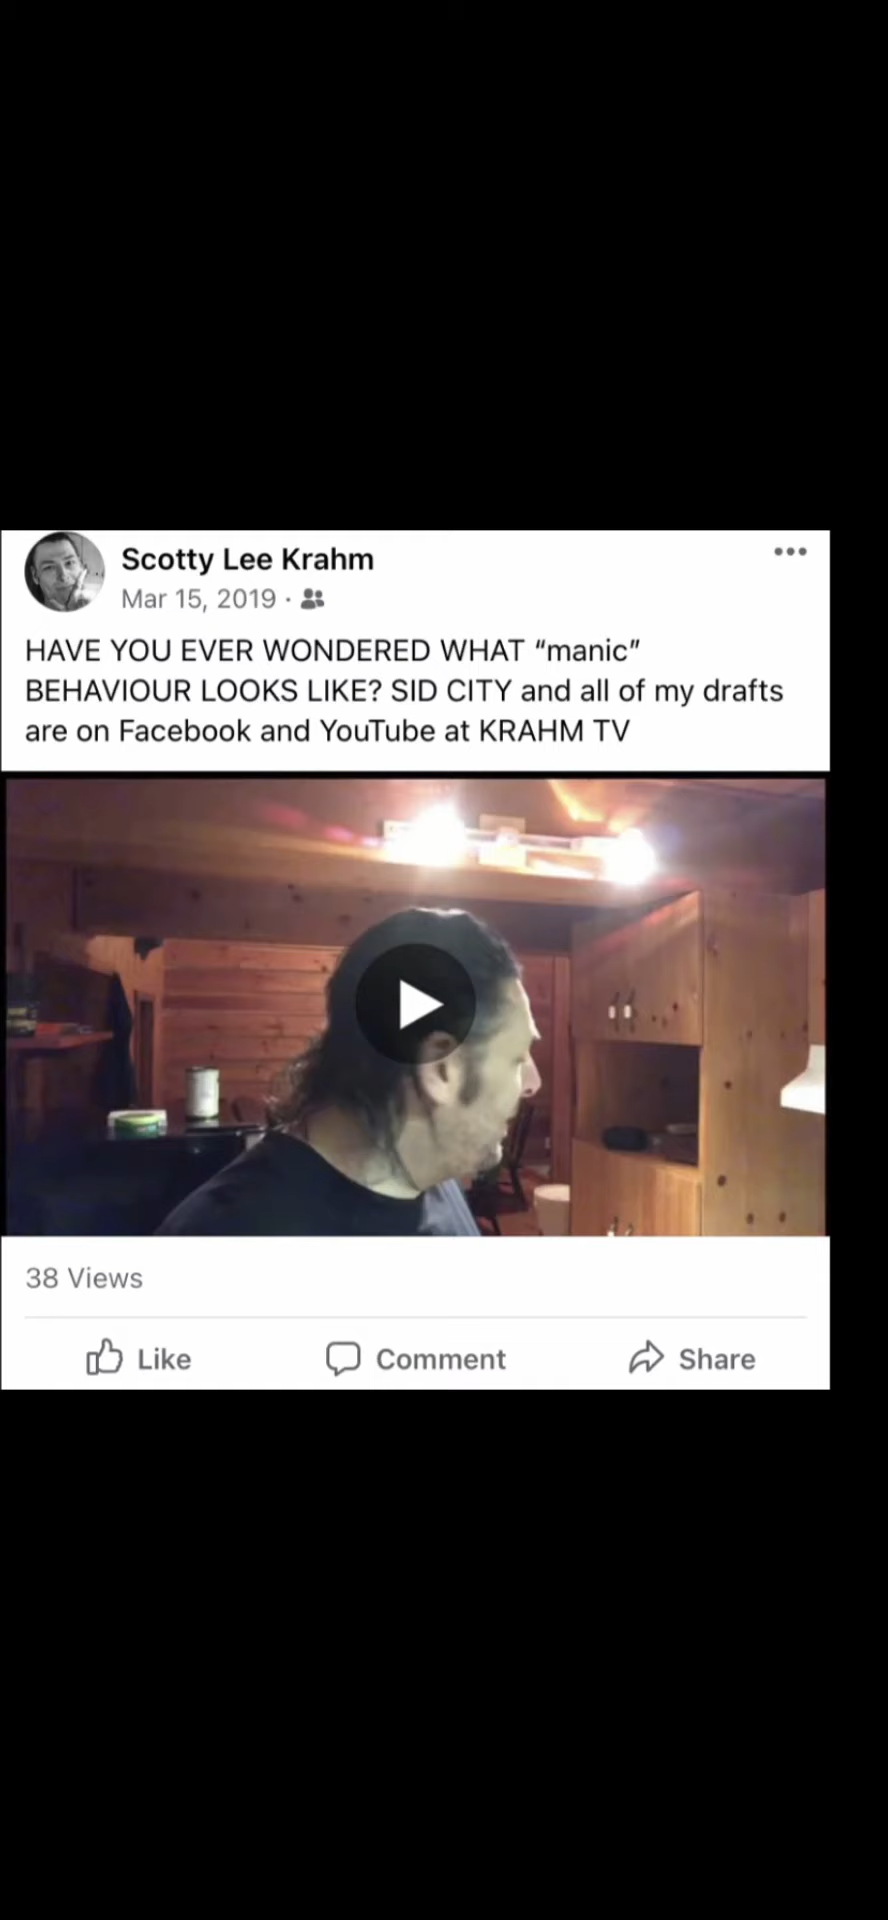 Scotty Lee Krahm
Mar 15, 2019 ·
HAVE YOU EVER WONDERED WHAT “manic”
BEHAVIOUR LOOKS LIKE? SID CITY and all of my drafts
are on Facebook and YouTube at KRAHM TV
38 Views
Like
Comment
Share